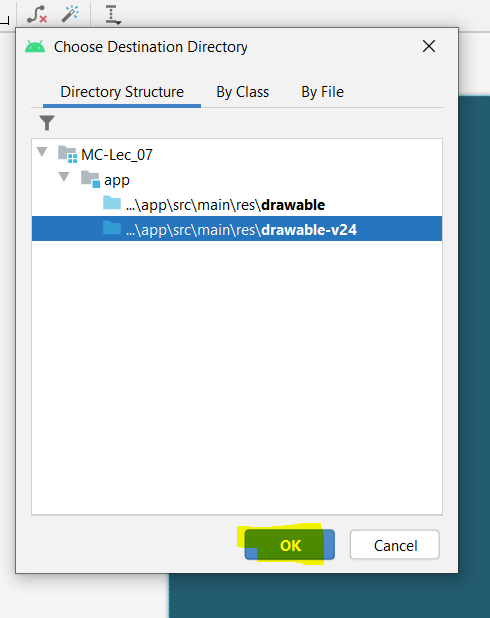 Choose Destination Directory
Directory Structure By Class By File
MC-Lec_07
app
...\app\src\main\res\drawable
...\app\src\main\res\drawable-v24
OK Cancel